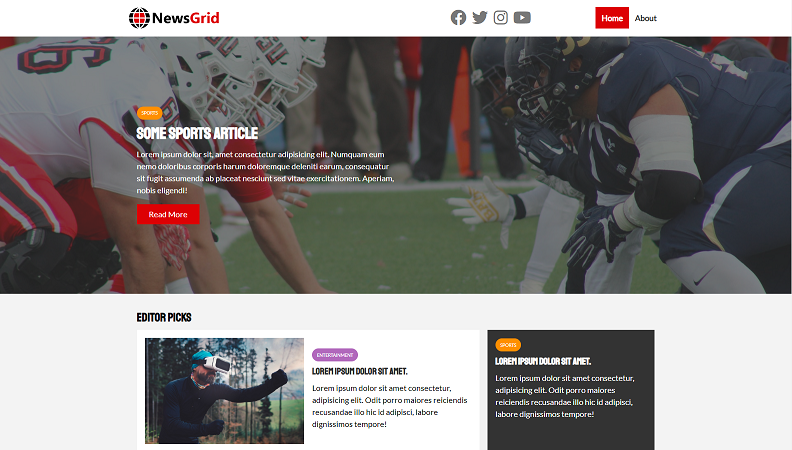 NewsGrid
Home About
SPORTS
SOME SPORTS ARTICLE
Lorem ipsum dolor sit, amet consectetur adipisicing elit. Numquam eum
nemo doloribus corporis harum doloremque deleniti earum, consequatur
sit fugit assumenda ab placeat nesciunt sed vitae exercitationem. Aperiam,
nobis eligendi!
Read More
EDITOR PICKS
ENTERTAINMENT
LOREM IPSUM DOLOR SIT AMET.
Lorem ipsum dolor sit amet consectetur,
adipisicing elit. Odit porro maiores reiciendis
recusandae illo hic id adipisci, labore
dignissimos tempore!
SPORTS
LOREM IPSUM DOLOR SIT AMET.
Lorem ipsum dolor sit amet consectetur,
adipisicing elit. Odit porro maiores
reiciendis recusandae illo hic id adipisci,
labore dignissimos tempore!